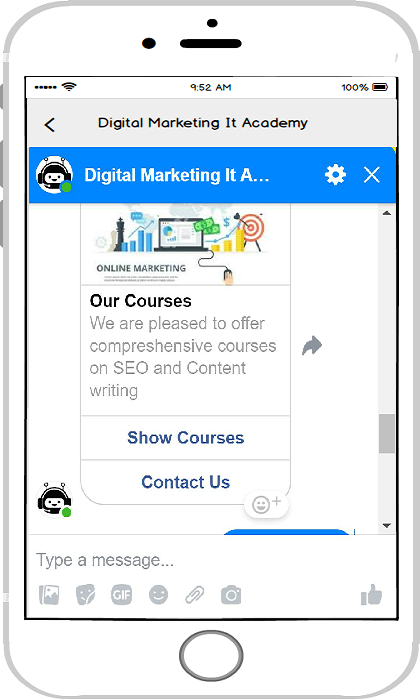 9:52 AM 100%
Digital Marketing It Academy
Digital Marketing It A...
ONLINE MARKETING
Our Courses
We are pleased to offer
compreshensive courses
on SEO and Content
writing
Show Courses
Contact Us
Type a message...
GIF